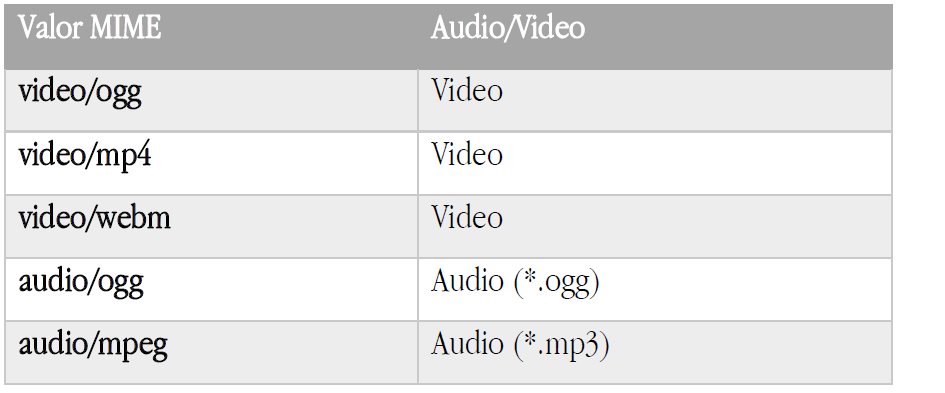 Valor MIME Audio/Video
video/ogg Video
video/mp4 Video
video/webm Video
audio/ogg Audio (*.ogg)
audio/mpeg Audio (*.mp3)